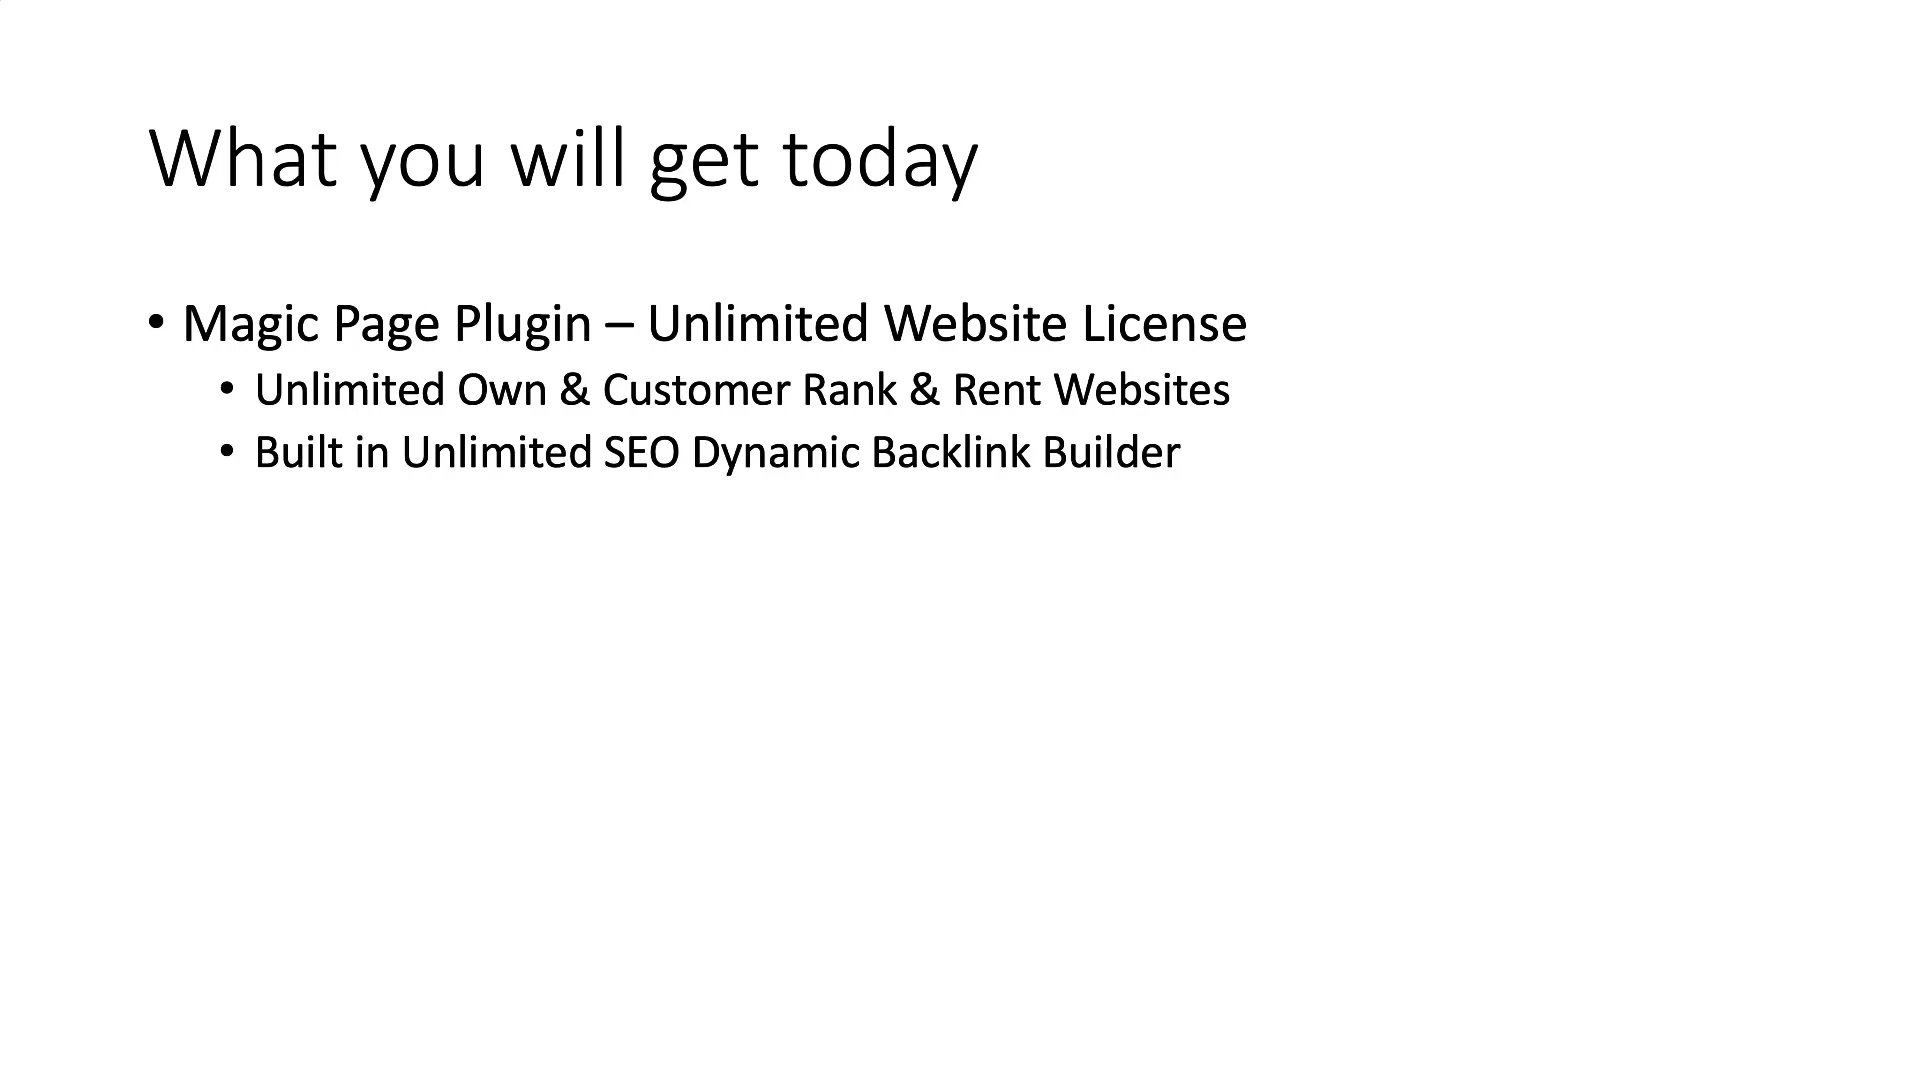 What you will get today
• Magic Page Plugin – Unlimited Website License
• Unlimited Own & Customer Rank & Rent Websites
• Built in Unlimited SEO Dynamic Backlink Builder